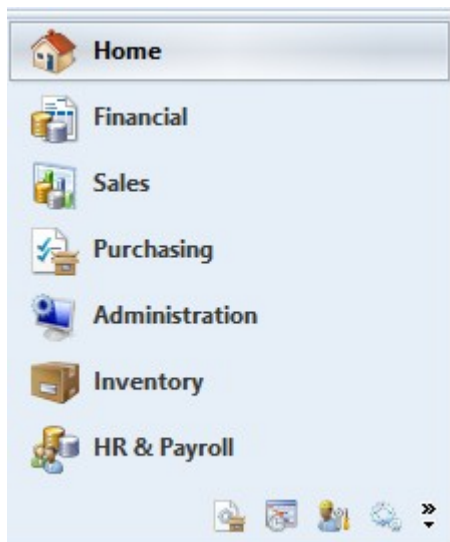 Home
Financial
Sales
Purchasing
Administration
Inventory
HR & Payroll